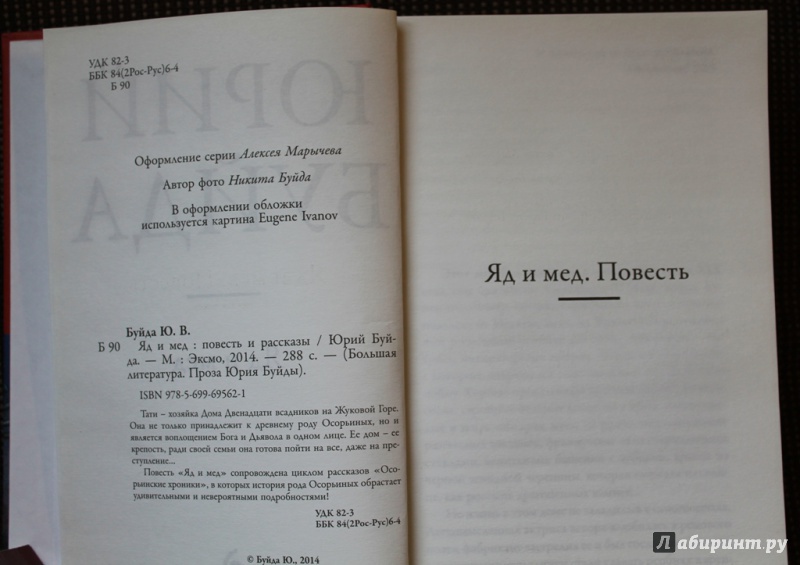 УДК 82-3
ББК 84(2Рос-Рус)6-4
Б 90
ЮРИЙ
БУЙДА
Оформление серии Алексея Марычева
Автор фото Никита Буйда
В оформлении обложки
используется картина Eugene Ivanov
Буйда Ю. В.
Б 90 Яд и мед : повесть и рассказы / Юрий Буй-
да. — М. : Эксмо, 2014. — 288 с. — (Большая
литература. Проза Юрия Буйды).
ISBN 978-5-699-69562-1
Тати – хозяйка Дома Двенадцати всадников на Жуковой Горе.
Она не только принадлежит к древнему роду Осорьиных, но и
является воплощением Бога и Дьявола в одном лице. Ее дом – ее
крепость, ради своей семьи она готова пойти на все, даже на пре-
ступление...
Повесть «Яд и мед» сопровождена циклом рассказов «Осо-
рьинские хроники», в которых история рода Осорьиных обрастает
удивительными и невероятными подробностями!
УДК 82-3
ББК 84(2Рос-Рус)6-4
© Буйда Ю., 2014
Яд и мед. Повесть
Лабиринт.ру